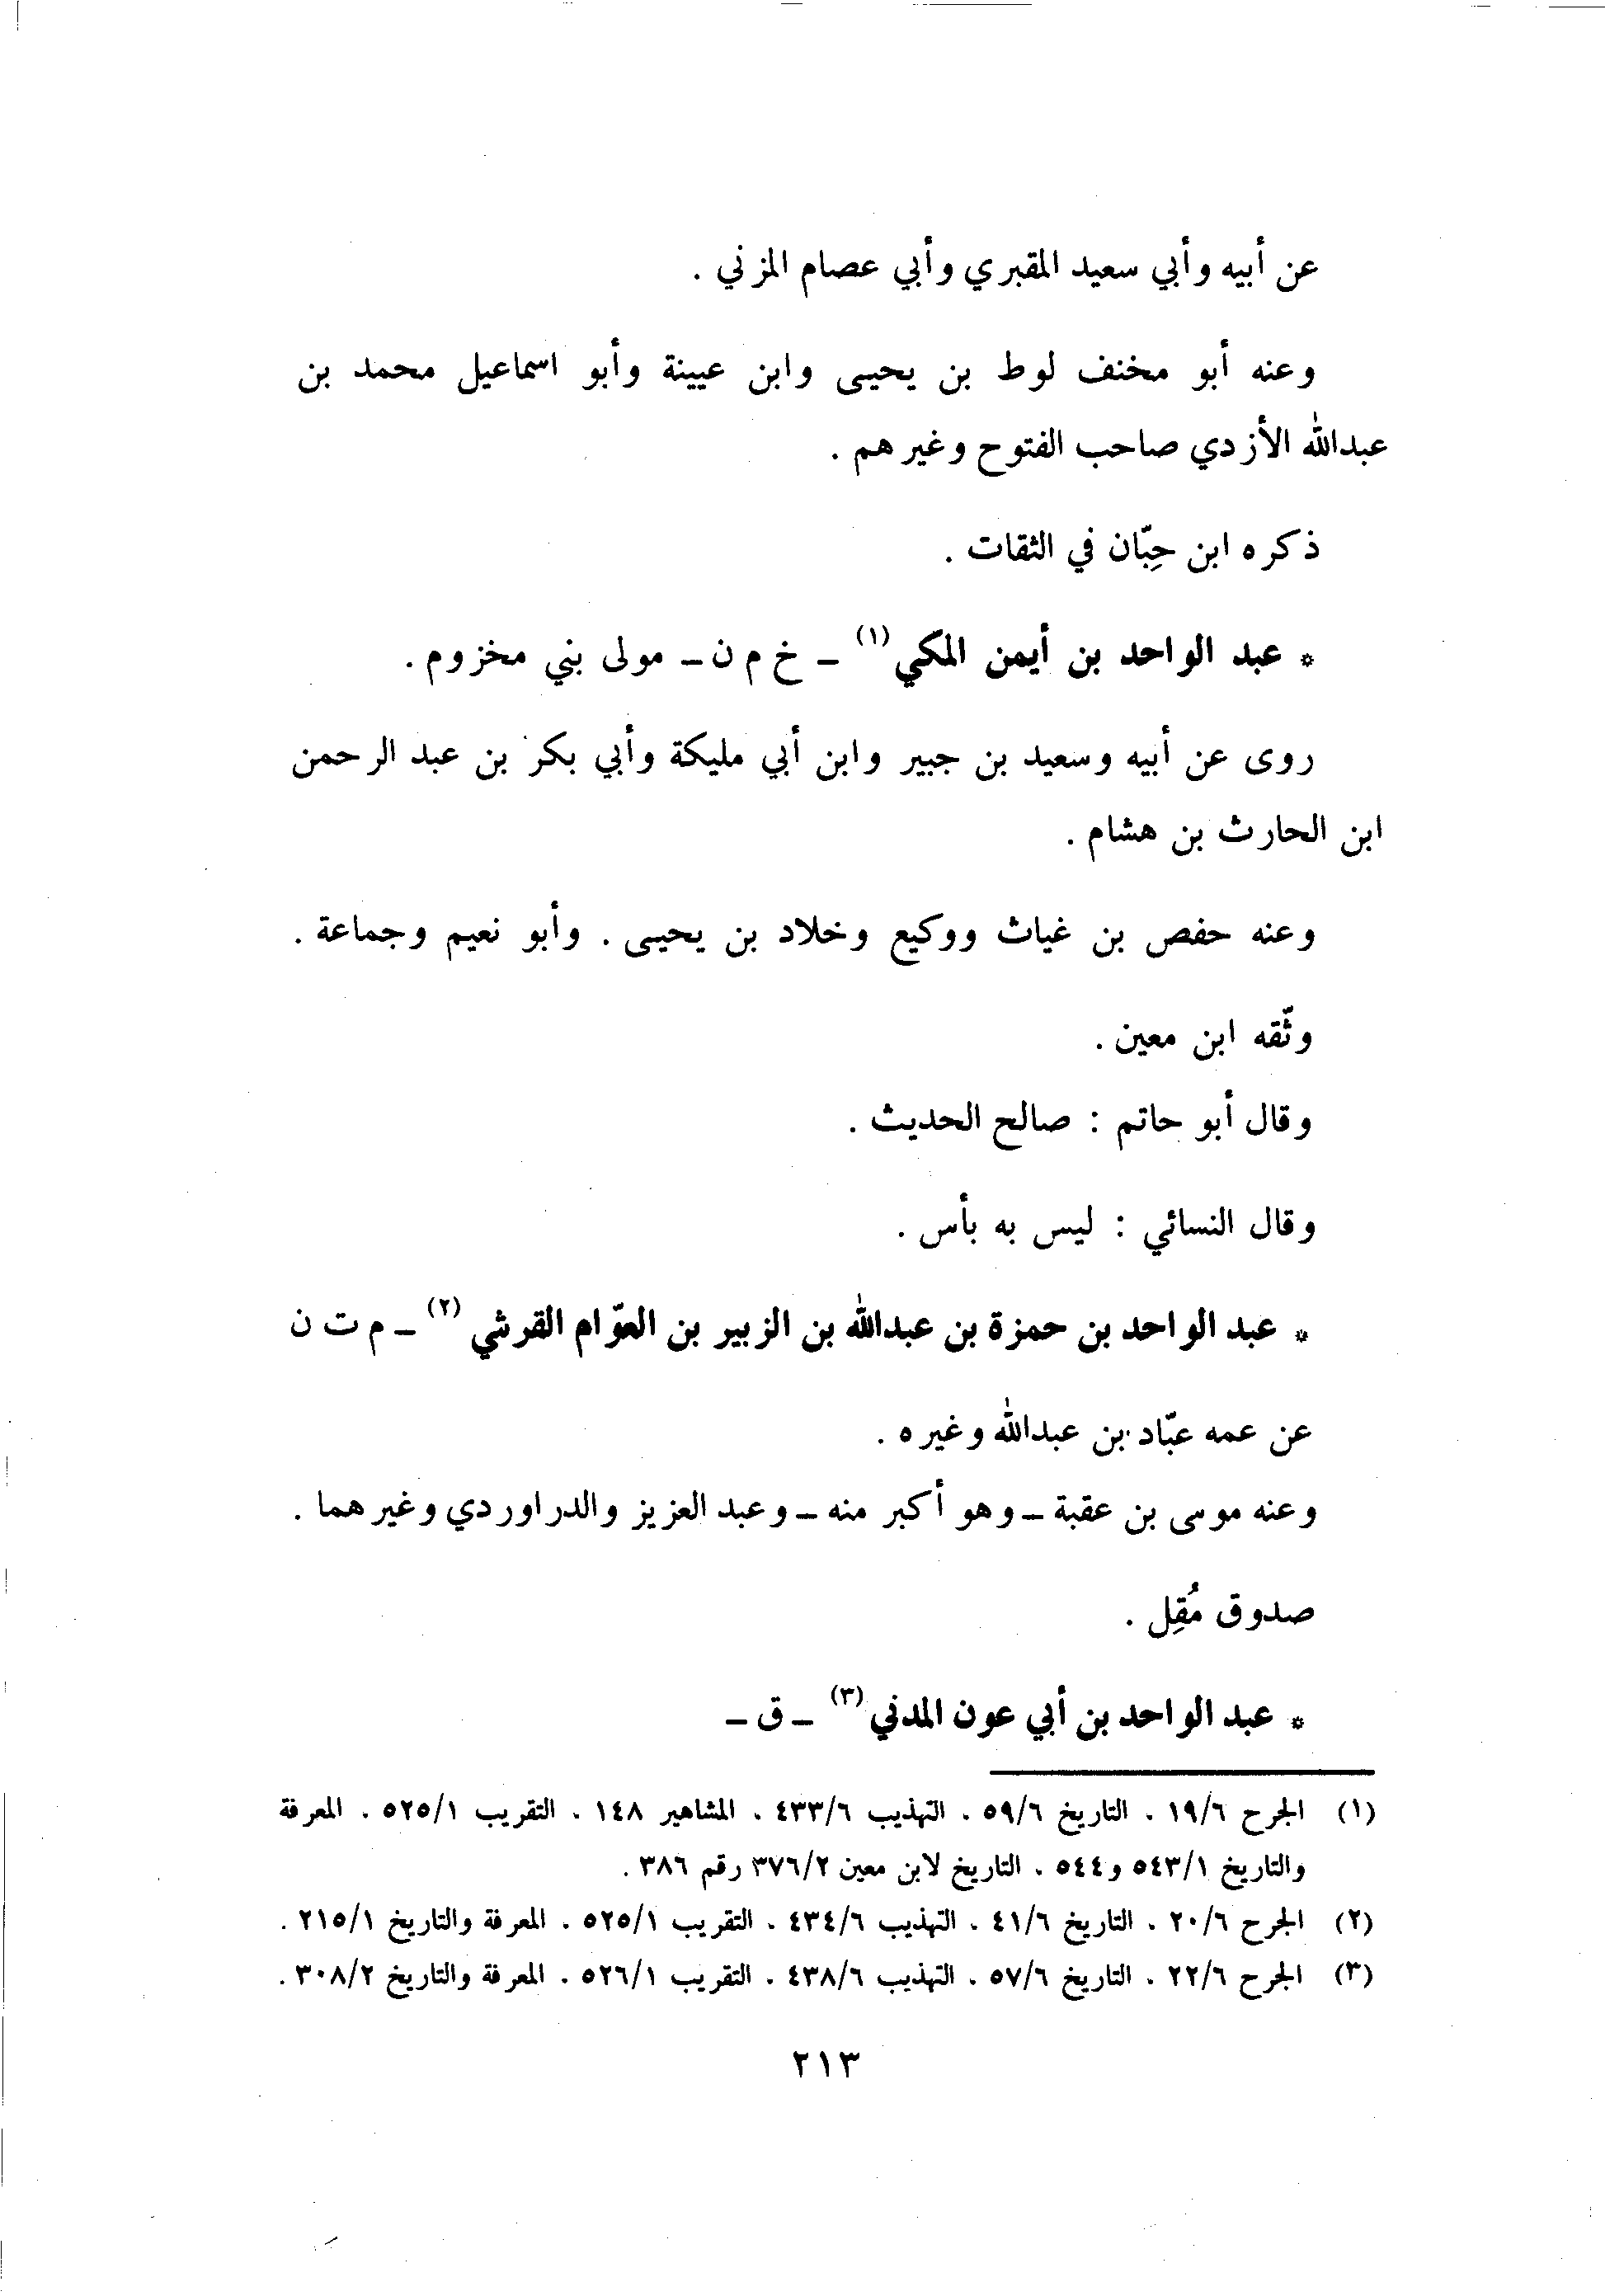 عن أبيه وأبي سعيد المقبري وأبي عصام المزني .
وعنه أبو مخنف لوط بن يحيى وابن عيينة وأبو اسماعيل محمد بن
عبدالله الأزدي صاحب الفتوح وغيرهم .
ذكره ابن حِبّان في الثقات .
* عبد الواحد بن أيمن المكي (١) ـ خ م ن ـ مولى بني مخزوم .
روى عن أبيه وسعيد بن جبير وابن أبي مليكة وأبي بكر بن عبد الرحمن
ابن الحارث بن هشام .
وعنه حفص بن غياث ووكيع وخلاد بن يحيى . وأبو نعيم وجماعة .
وثّقه ابن معين .
وقال أبو حاتم : صالح الحديث .
وقال النسائي : ليس به بأس .
* عبد الواحد بن حمزة بن عبدالله بن الزبير بن العوّام القرشي (٢) ـ م ت ن
عن عمه عبّاد بن عبدالله وغيره .
وعنه موسى بن عقبة ـ وهو أكبر منه ـ وعبد العزيز والدراوردي وغيرهما .
صدوق مُقِل .
* عبد الواحد بن أبي عون المدني (٣) ـ ق ـ
(١) الجرح ١٩/٦ . التاريخ ٥٩/٦ . التهذيب ٤٣٣/٦ . المشاهير ١٤٨ . التقريب ٥٢٥/١ . المعرفة
والتاريخ ٥٤٣/١ و٥٤٤ . التاريخ لابن معين ٣٧٦/٢ رقم ٣٨٦ .
(٢) الجرح ٢٠/٦ . التاريخ ٤١/٦ . التهذيب ٤٣٤/٦ . التقريب ٥٢٥/١ . المعرفة والتاريخ ٢١٥/١ .
(٣) الجرح ٢٢/٦ . التاريخ ٥٧/٦ . التهذيب ٤٣٨/٦ . التقريب ٥٢٦/١ . المعرفة والتاريخ ٣٠٨/٢ .
٢١٣